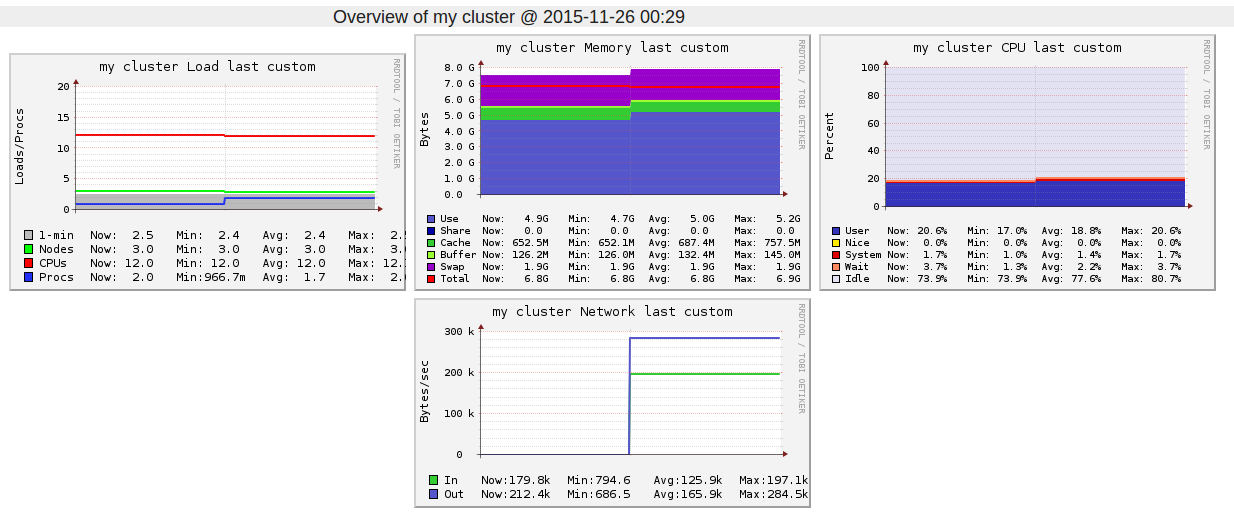 Overview of my cluster @ 2015-11-26 00:29
my cluster Load last custom
RRDTOOL / TOBI OETIKER
Loads/Procs
20
15
10
5
0
1-min Now: 2.5 Min: 2.4 Avg: 2.4 Max: 2.
Nodes Now: 3.0 Min: 3.0 Avg: 3.0 Max: 3.
CPUs Now: 12.0 Min: 12.0 Avg: 12.0 Max: 12.
Procs Now: 2.0 Min:966.7m Avg: 1.7 Max: 2.
my cluster Memory last custom
RRDTOOL / TOBI OETIKER
Bytes
8.0 G
7.0 G
6.0 G
5.0 G
4.0 G
3.0 G
2.0 G
1.0 G
0.0
Use Now: 4.9G Min: 4.7G Avg: 5.0G Max: 5.2G
Share Now: 0.0 Min: 0.0 Avg: 0.0 Max: 0.0
Cache Now: 652.5M Min: 652.1M Avg: 687.4M Max: 757.5M
Buffer Now: 126.2M Min: 126.0M Avg: 132.4M Max: 145.0M
Swap Now: 1.9G Min: 1.9G Avg: 1.9G Max: 1.9G
Total Now: 6.8G Min: 6.8G Avg: 6.8G Max: 6.9G
my cluster CPU last custom
RRDTOOL / TOBI OETIKER
Percent
100
80
60
40
20
0
User Now: 20.6% Min: 17.0% Avg: 18.8% Max: 20.6%
Nice Now: 0.0% Min: 0.0% Avg: 0.0% Max: 0.0%
System Now: 1.7% Min: 1.0% Avg: 1.4% Max: 1.7%
Wait Now: 3.7% Min: 1.3% Avg: 2.2% Max: 3.7%
Idle Now: 73.9% Min: 73.9% Avg: 77.6% Max: 80.7%
my cluster Network last custom
RRDTOOL / TOBI OETIKER
Bytes/sec
300 k
200 k
100 k
0
In Now:179.8k Min:794.6 Avg:125.9k Max:197.1k
Out Now:212.4k Min:686.5 Avg:165.9k Max:284.5k